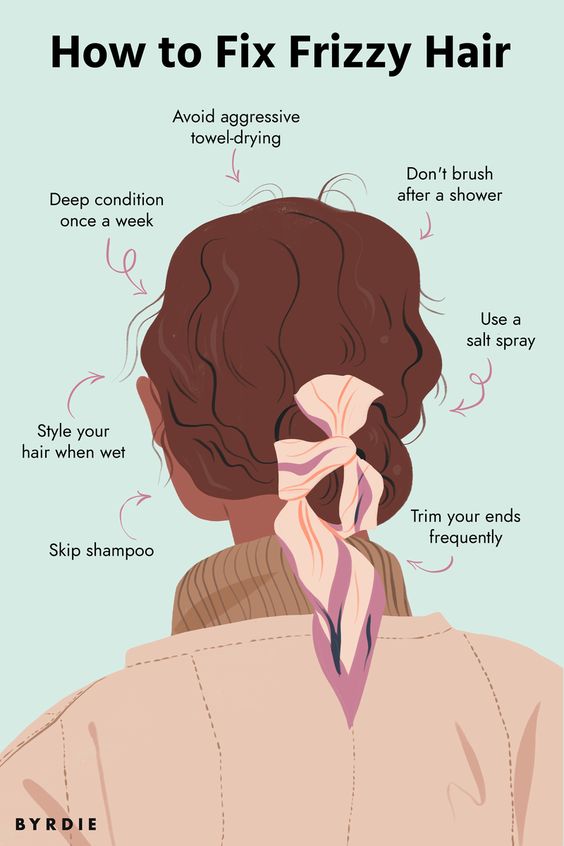 How to Fix Frizzy Hair
Avoid aggressive
towel-drying
Don't brush
after a shower
Deep condition
once a week
Use a
salt spray
Style your
hair when wet
Trim your ends
frequently
Skip shampoo
BYRDIE